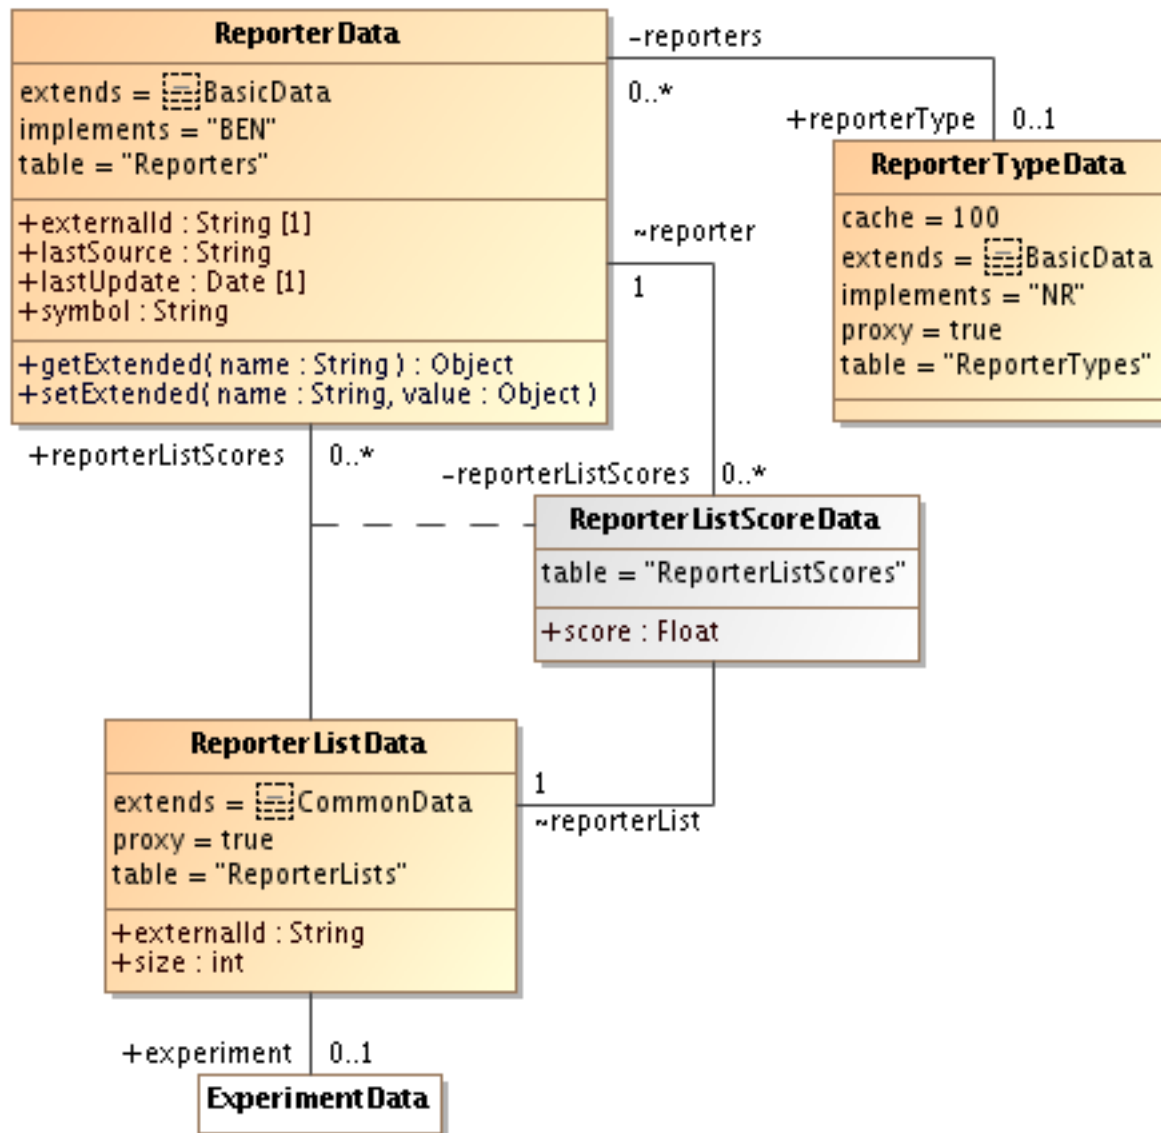 ReporterData
extends = BasicData
implements = "BEN"
table = "Reporters"
+externalId : String [1]
+lastSource : String
+lastUpdate : Date [1]
+symbol : String
+getExtended( name : String ) : Object
+setExtended( name : String, value : Object )
-reporters
0..*
+reporterType
0..1
ReporterTypeData
cache = 100
extends = BasicData
implements = "NR"
proxy = true
table = "ReporterTypes"
~reporter
1
+reporterListScores
0..*
-reporterListScores
0..*
ReporterListScoreData
table = "ReporterListScores"
+score : Float
ReporterListData
extends = CommonData
proxy = true
table = "ReporterLists"
+externalId : String
+size : int
1
~reporterList
+experiment
0..1
ExperimentData